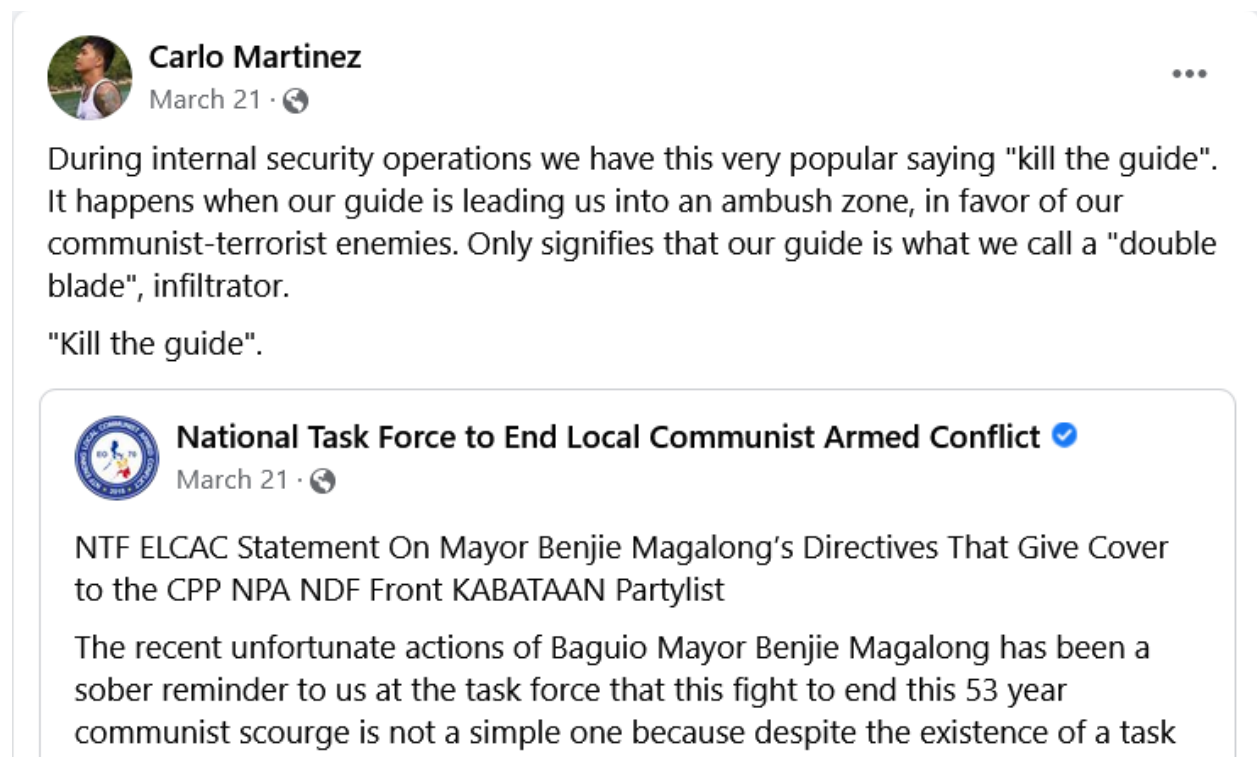 Carlo Martinez
March 21 ·
During internal security operations we have this very popular saying "kill the guide".
It happens when our guide is leading us into an ambush zone, in favor of our
communist-terrorist enemies. Only signifies that our guide is what we call a "double
blade", infiltrator.
"Kill the guide".
National Task Force to End Local Communist Armed Conflict
March 21 ·
NTF ELCAC Statement On Mayor Benjie Magalong’s Directives That Give Cover
to the CPP NPA NDF Front KABATAAN Partylist
The recent unfortunate actions of Baguio Mayor Benjie Magalong has been a
sober reminder to us at the task force that this fight to end this 53 year
communist scourge is not a simple one because despite the existence of a task